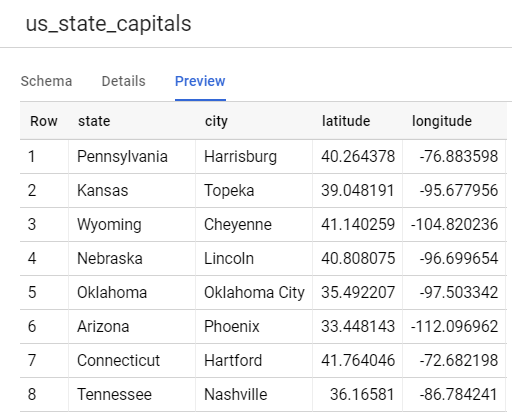 us_state_capitals
Schema Details Preview
Row state city latitude longitude
1 Pennsylvania Harrisburg 40.264378 -76.883598
2 Kansas Topeka 39.048191 -95.677956
3 Wyoming Cheyenne 41.140259 -104.820236
4 Nebraska Lincoln 40.808075 -96.699654
5 Oklahoma Oklahoma City 35.492207 -97.503342
6 Arizona Phoenix 33.448143 -112.096962
7 Connecticut Hartford 41.764046 -72.682198
8 Tennessee Nashville 36.16581 -86.784241